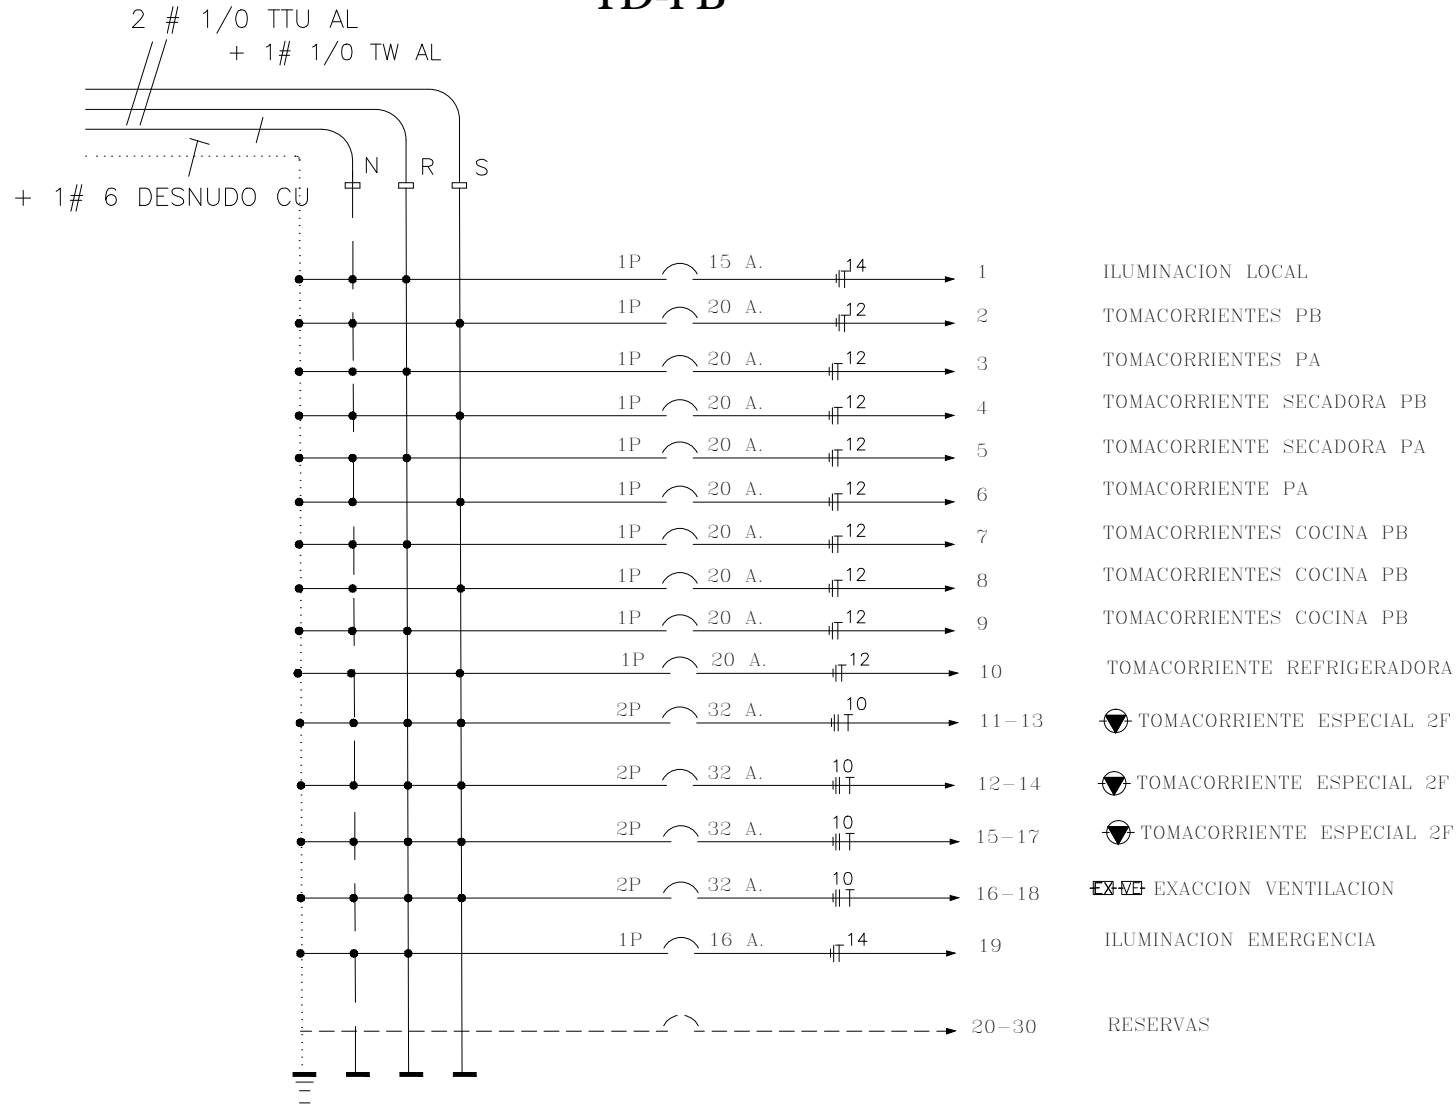 TD-PB
2 # 1/0 TTU AL
+ 1# 1/0 TW AL
N R S
+ 1# 6 DESNUDO CU
1P 15 A. 14 1 ILUMINACION LOCAL
1P 20 A. 12 2 TOMACORRIENTES PB
1P 20 A. 12 3 TOMACORRIENTES PA
1P 20 A. 12 4 TOMACORRIENTE SECADORA PB
1P 20 A. 12 5 TOMACORRIENTE SECADORA PA
1P 20 A. 12 6 TOMACORRIENTE PA
1P 20 A. 12 7 TOMACORRIENTES COCINA PB
1P 20 A. 12 8 TOMACORRIENTES COCINA PB
1P 20 A. 12 9 TOMACORRIENTES COCINA PB
1P 20 A. 12 10 TOMACORRIENTE REFRIGERADORA
2P 32 A. 10 11-13 TOMACORRIENTE ESPECIAL 2F
2P 32 A. 10 12-14 TOMACORRIENTE ESPECIAL 2F
2P 32 A. 10 15-17 TOMACORRIENTE ESPECIAL 2F
2P 32 A. 10 16-18 EX VE EXACCION VENTILACION
1P 16 A. 14 19 ILUMINACION EMERGENCIA
20-30 RESERVAS